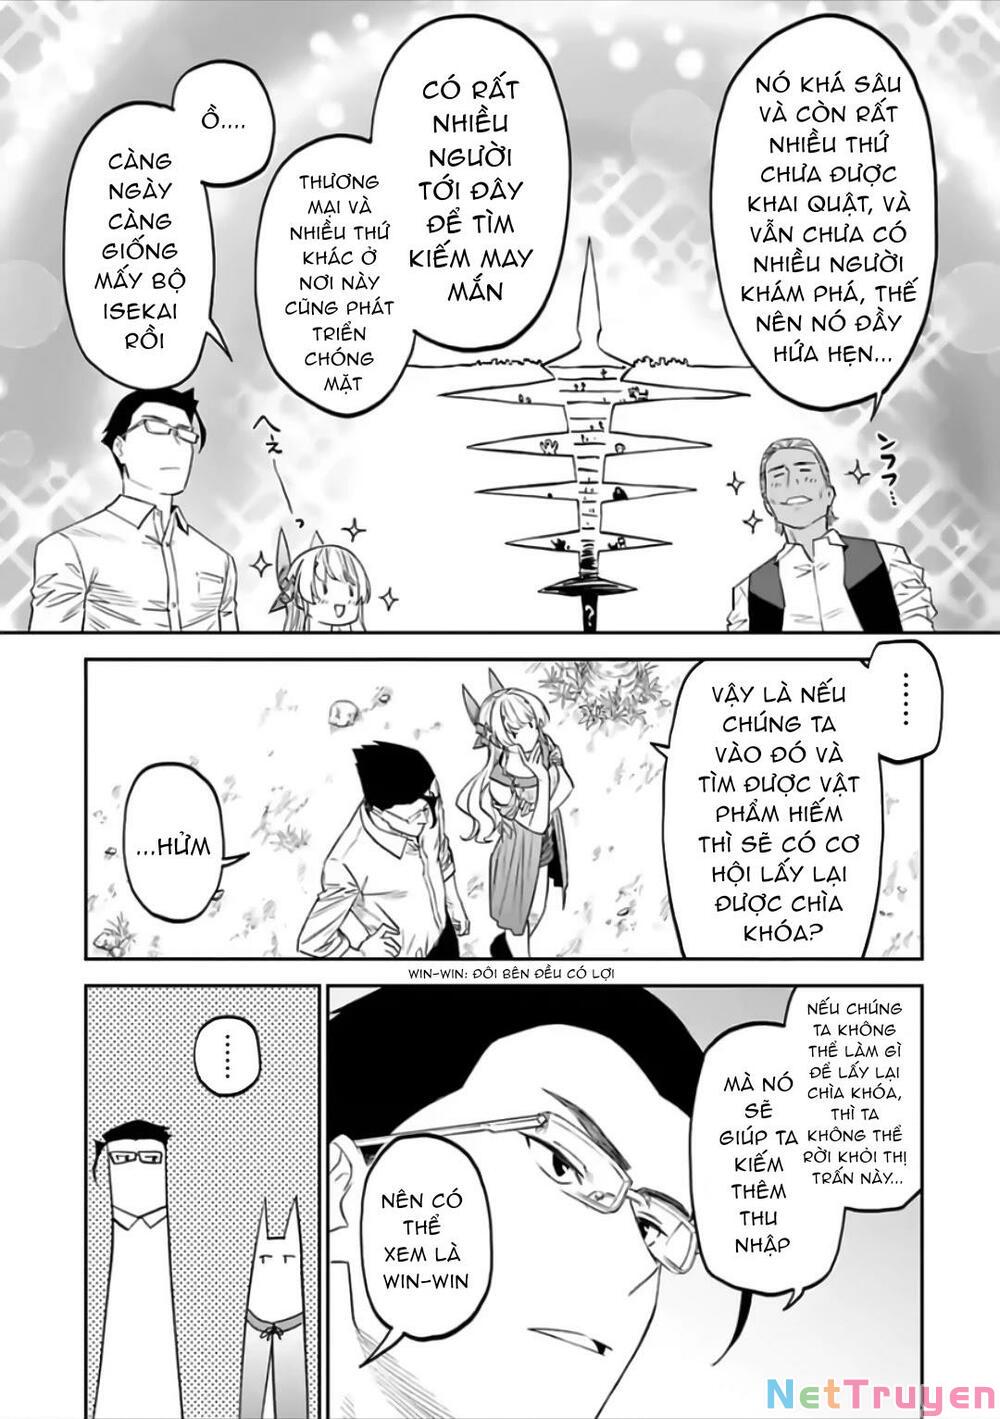 NÓ KHÁ SÂU
VÀ CÒN RẤT
NHIỀU THỨ
CHƯA ĐƯỢC
KHAI QUẬT, VÀ
VẪN CHƯA CÓ
NHIỀU NGƯỜI
KHÁM PHÁ, THẾ
NÊN NÓ ĐẦY
HỨA HẸN...
CÓ RẤT
NHIỀU
NGƯỜI
TỚI ĐÂY
ĐỂ TÌM
KIẾM MAY
MẮN
THƯƠNG
MẠI VÀ
NHIỀU THỨ
KHÁC Ở
NƠI NÀY
CŨNG PHÁT
TRIỂN
CHÓNG
MẶT
Ồ....
CÀNG
NGÀY
CÀNG
GIỐNG
MẤY BỘ
ISEKAI
RỒI
へぇっ
?
......
VẬY LÀ NẾU
CHÚNG TA
VÀO ĐÓ VÀ
TÌM ĐƯỢC VẬT
PHẨM HIẾM
THÌ SẼ CÓ CƠ
HỘI LẤY LẠI
ĐƯỢC CHÌA
KHÓA?
...HỬM
WIN-WIN: ĐÔI BÊN ĐỀU CÓ LỢI
NẾU CHÚNG
TA KHÔNG
THỂ LÀM GÌ
ĐỂ LẤY LẠI
CHÌA KHÓA,
THÌ TA
KHÔNG THỂ
RỜI KHỎI THỊ
TRẤN NÀY...
MÀ NÓ
SẼ
GIÚP TA
KIẾM
THÊM
THU
NHẬP
NÊN CÓ
THỂ
XEM LÀ
WIN-WIN
......
NetTruyen